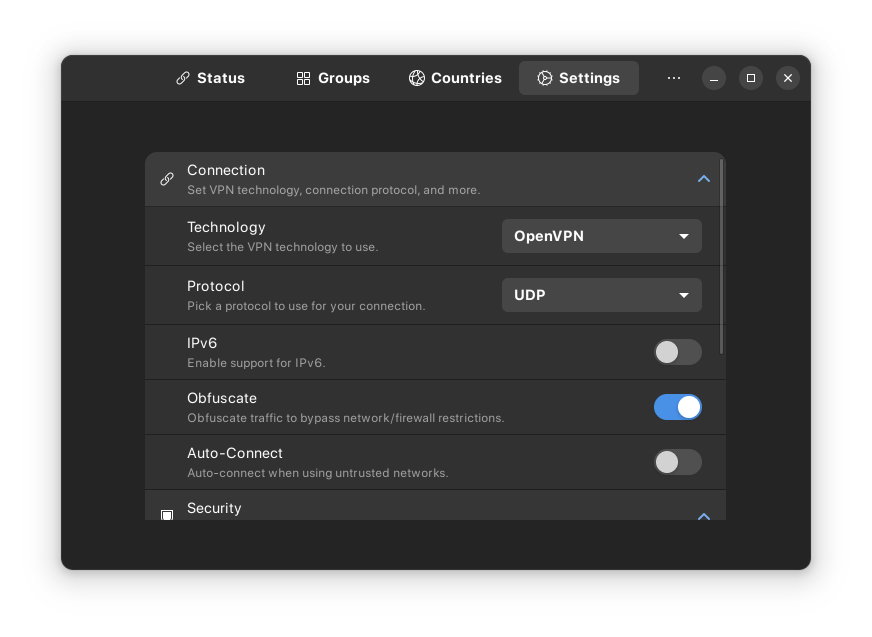 Status Groups Countries Settings
Connection
Set VPN technology, connection protocol, and more.
Technology
Select the VPN technology to use.
OpenVPN
Protocol
Pick a protocol to use for your connection.
UDP
IPv6
Enable support for IPv6.
Obfuscate
Obfuscate traffic to bypass network/firewall restrictions.
Auto-Connect
Auto-connect when using untrusted networks.
Security